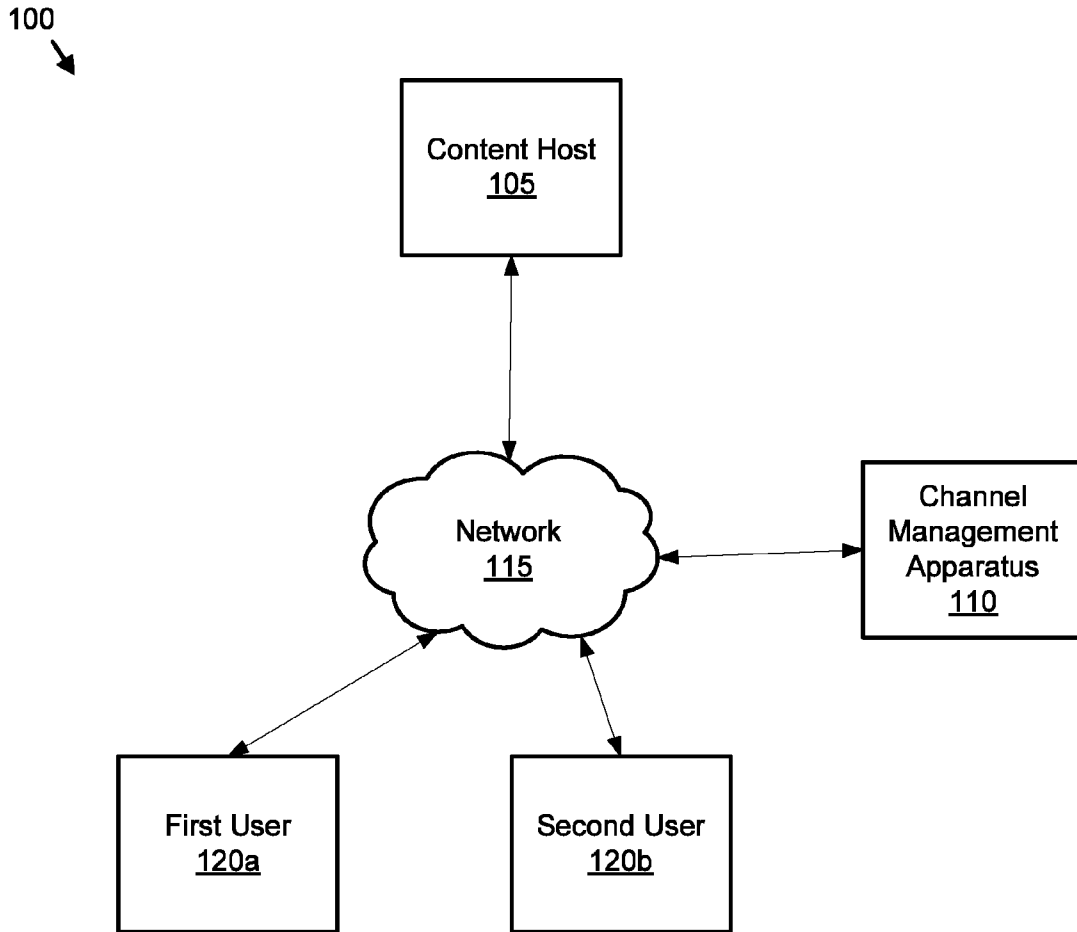 100
Content Host
105
Network
115
Channel
Management
Apparatus
110
First User
120a
Second User
120b